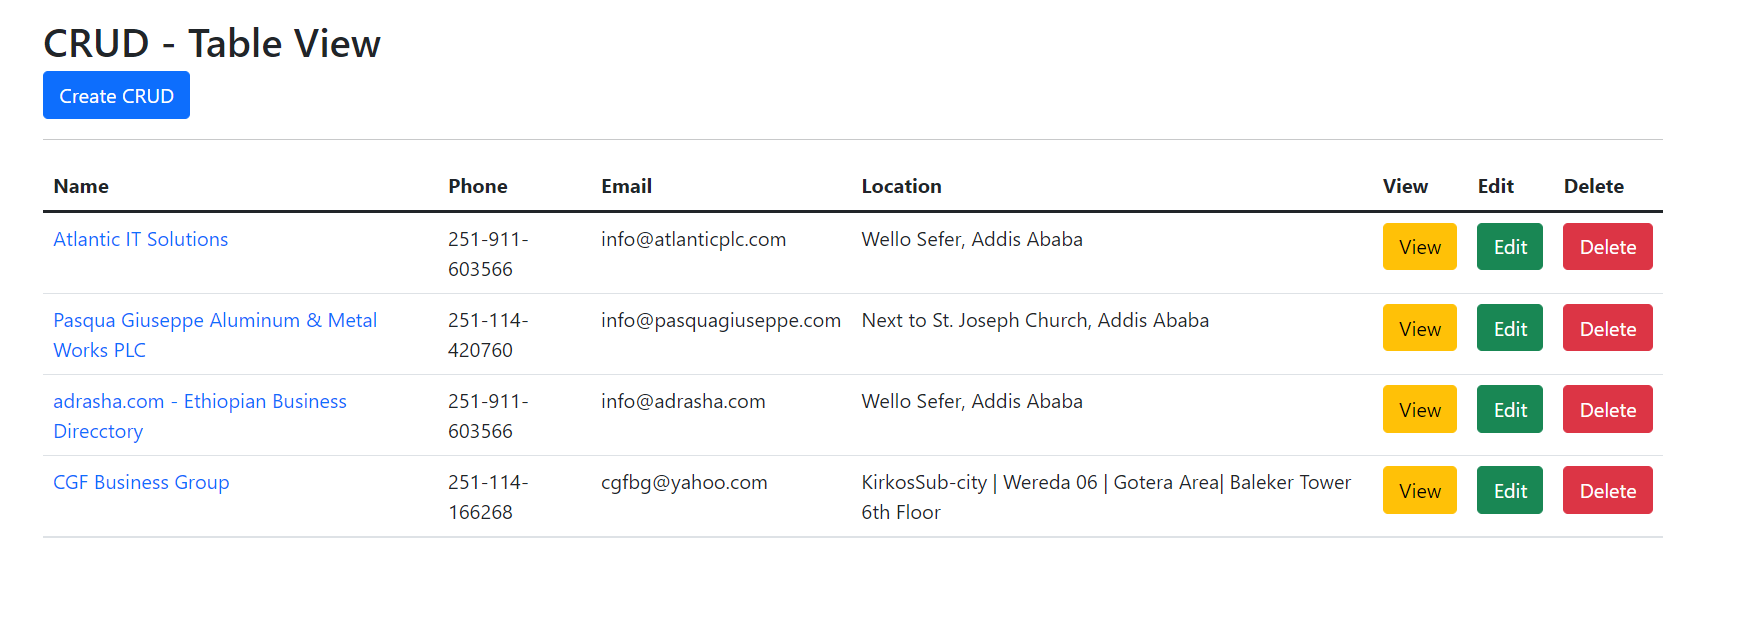 CRUD - Table View
Create CRUD
Name Phone Email Location View Edit Delete
Atlantic IT Solutions 251-911- info@atlanticplc.com Wello Sefer, Addis Ababa View Edit Delete
603566
Pasqua Giuseppe Aluminum & Metal 251-114- info@pasquagiuseppe.com Next to St. Joseph Church, Addis Ababa View Edit Delete
Works PLC 420760
adrasha.com - Ethiopian Business 251-911- info@adrasha.com Wello Sefer, Addis Ababa View Edit Delete
Direcctory 603566
CGF Business Group 251-114- cgfbg@yahoo.com KirkosSub-city | Wereda 06 | Gotera Area| Baleker Tower View Edit Delete
166268 6th Floor